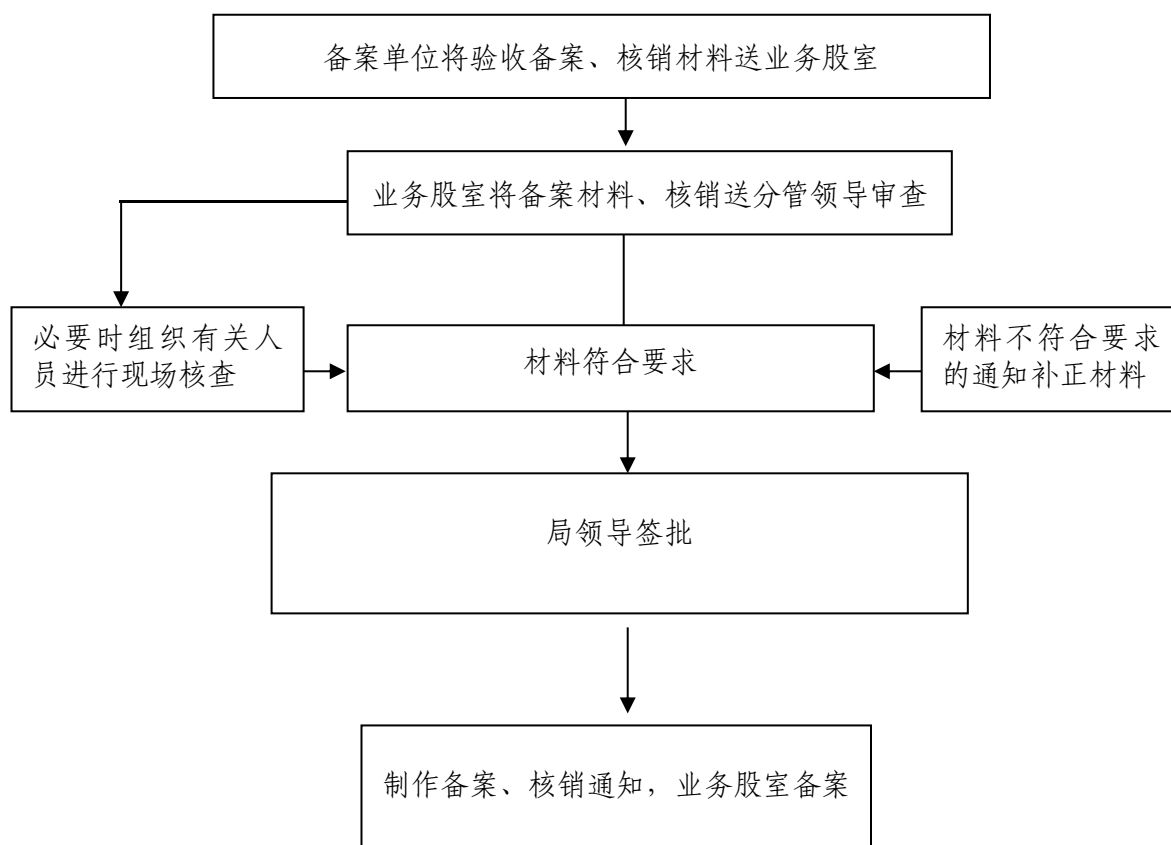 备案单位将验收备案、核销材料送业务股室
业务股室将备案材料、核销送分管领导审查
必要时组织有关人
员进行现场核查
材料符合要求
材料不符合要求
的通知补正材料
局领导签批
制作备案、核销通知，业务股室备案